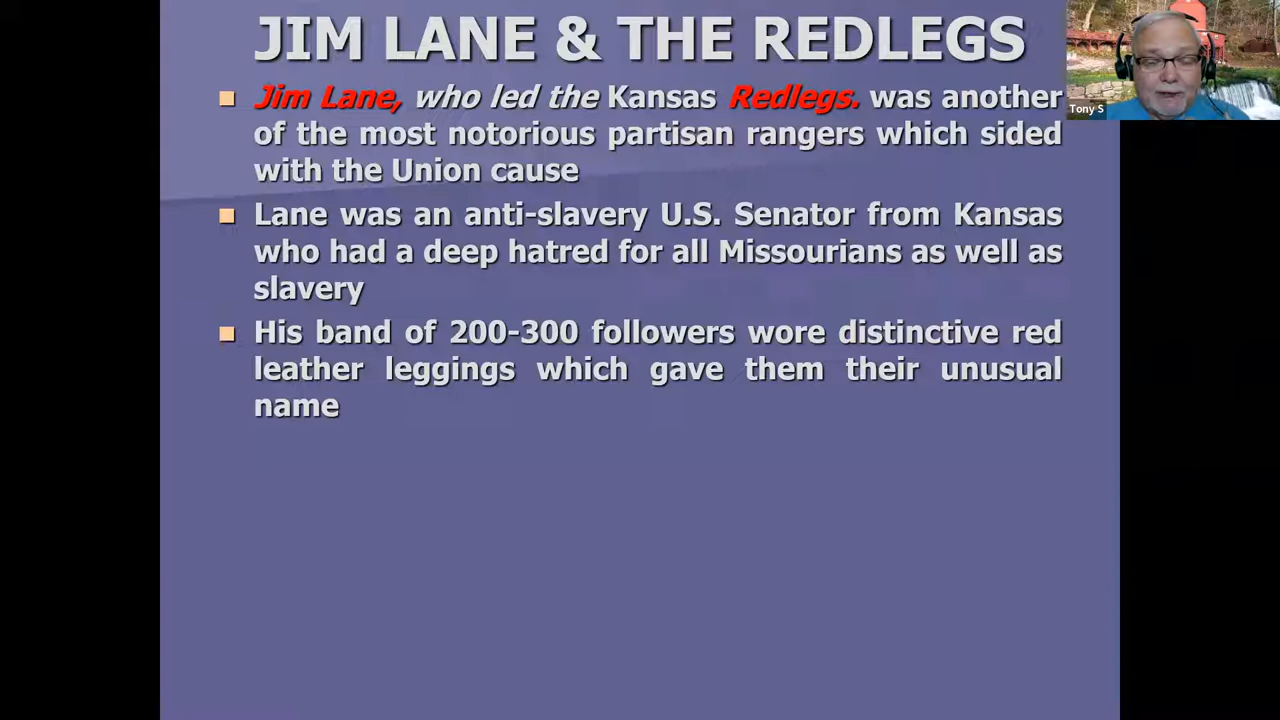 JIM LANE & THE REDLEGS
Jim Lane, who led the Kansas Redlegs. was another
of the most notorious partisan rangers which sided
with the Union cause
Lane was an anti-slavery U.S. Senator from Kansas
who had a deep hatred for all Missourians as well as
slavery
His band of 200-300 followers wore distinctive red
leather leggings which gave them their unusual
name
Tony S